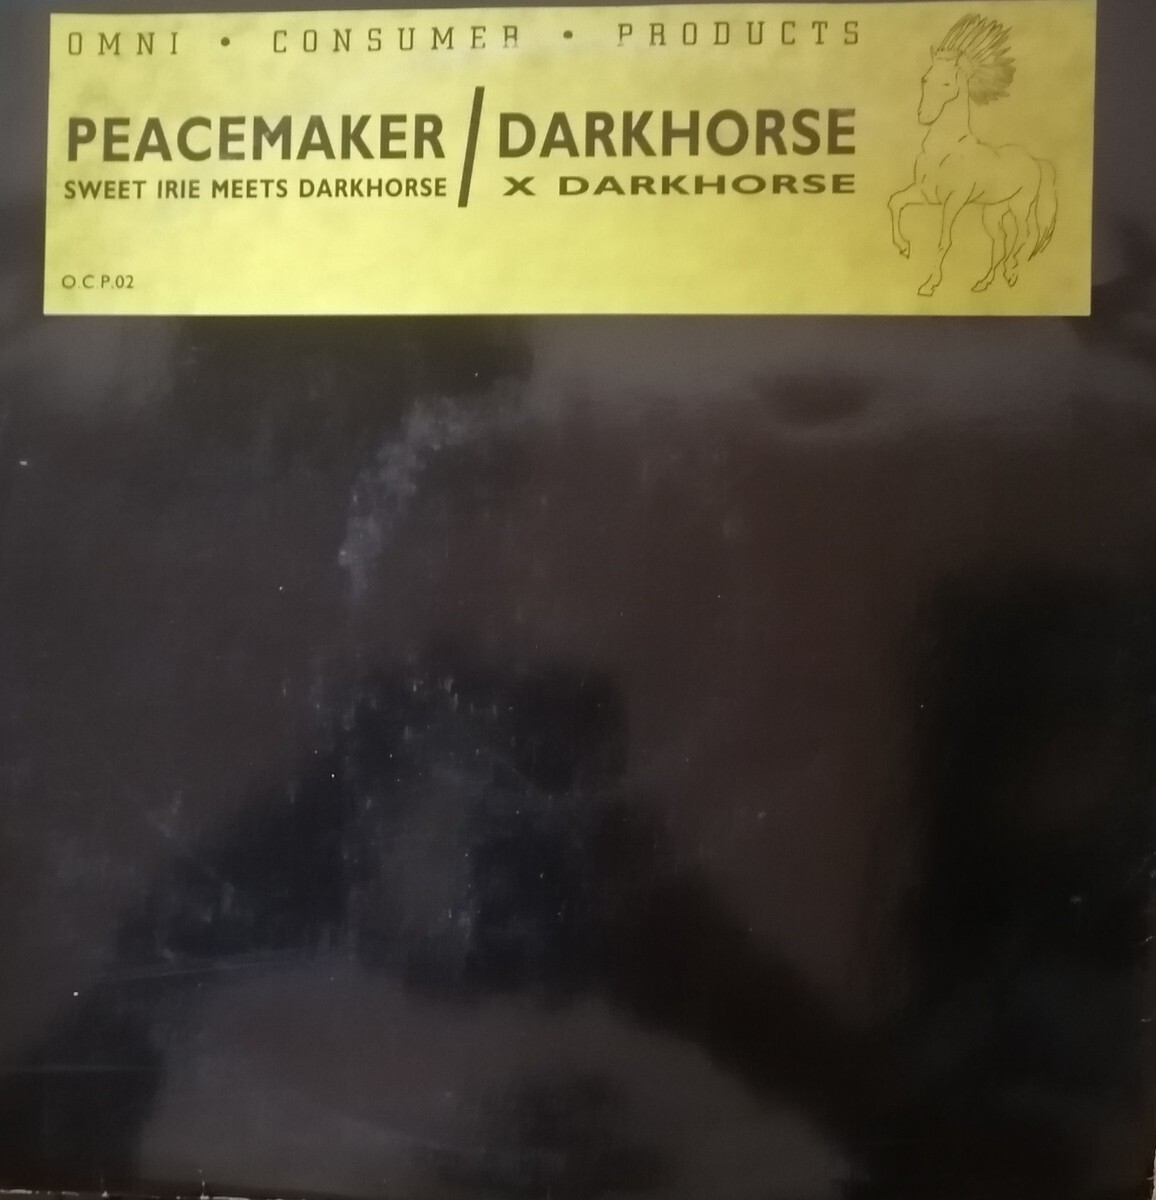 OMNI • CONSUMER • PRODUCTS
PEACEMAKER / DARKHORSE
SWEET IRIE MEETS DARKHORSE X DARKHORSE
O.C.P.02